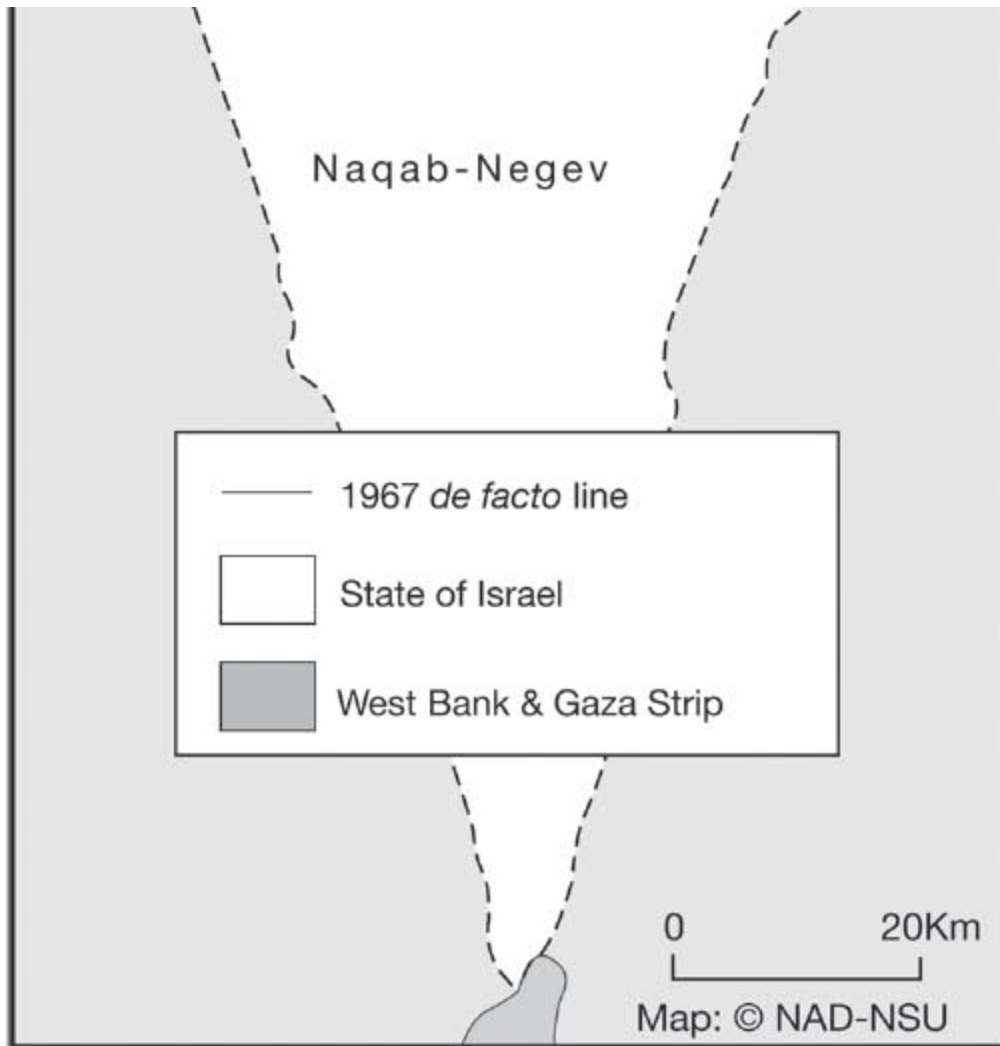 Naqab-Negev
1967 de facto line
State of Israel
West Bank & Gaza Strip
0 20Km
Map: © NAD-NSU